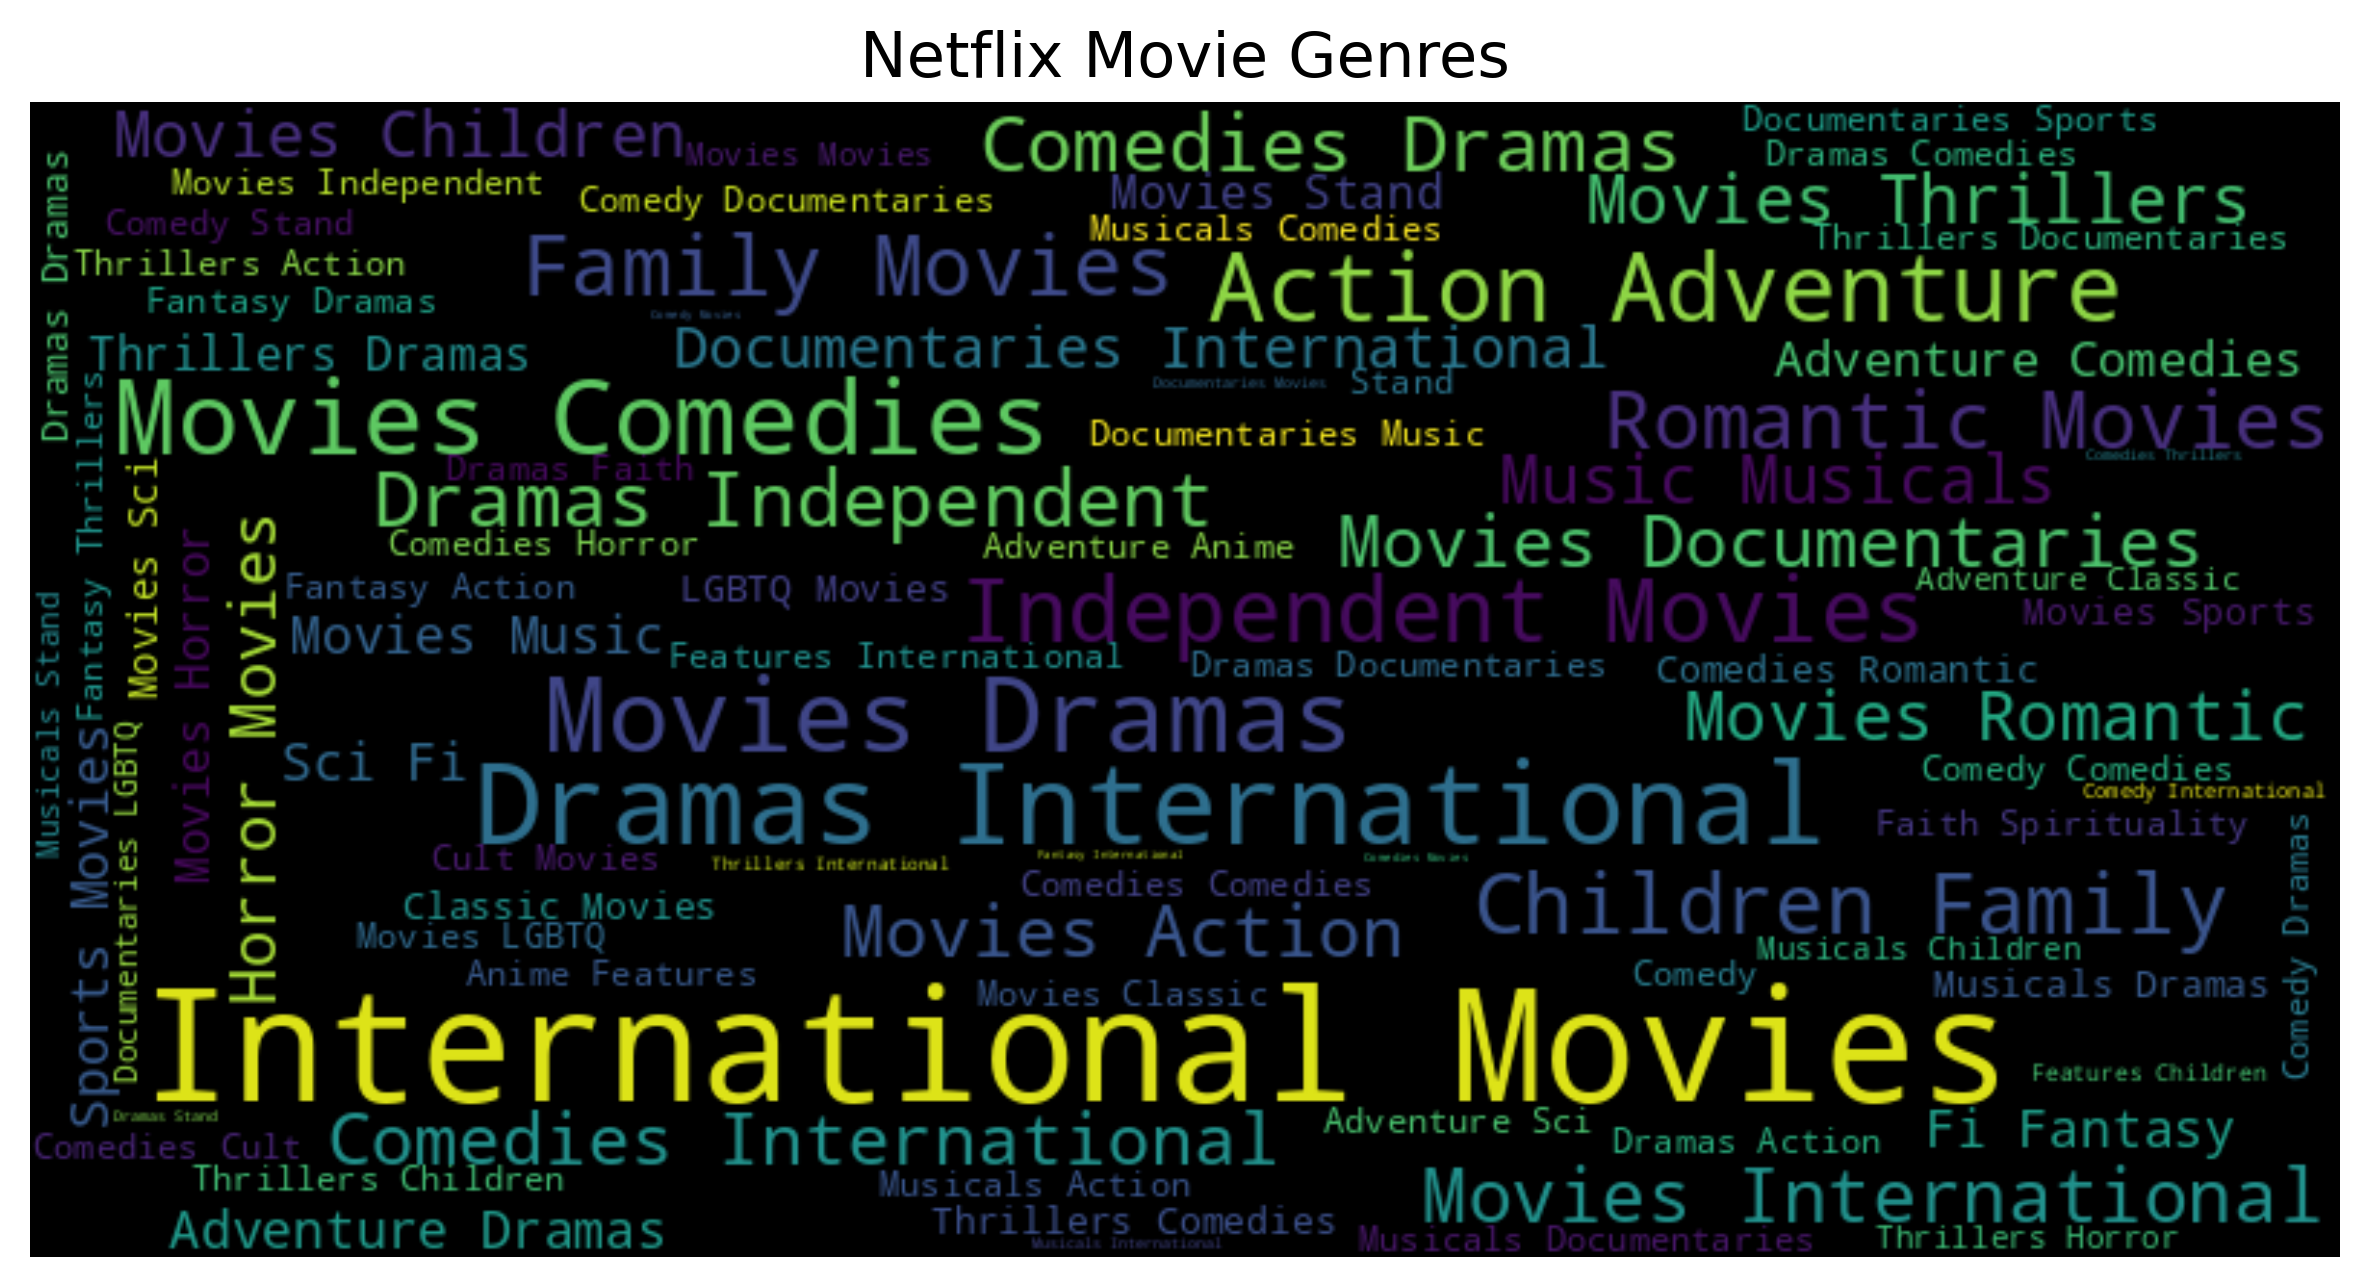 Netflix Movie Genres
Movies Children
Comedies Dramas
Documentaries Sports
Movies Movies
Dramas Comedies
Movies Independent
Comedy Documentaries
Movies Stand
Movies Thrillers
Comedy Stand
Musicals Comedies
Thrillers Documentaries
Dramas Dramas
Thrillers Action
Family Movies
Action Adventure
Fantasy Dramas
Comedy Movies
Thrillers Dramas
Documentaries International
Adventure Comedies
Documentaries Movies
Stand
Movies Comedies
Documentaries Music
Romantic Movies
Comedies Thrillers
Dramas Faith
Music Musicals
Dramas Independent
Comedies Horror
Adventure Anime
Movies Documentaries
Fantasy Thrillers
Movies Sci
Movies Horror
Horror Movies
Fantasy Action
LGBTQ Movies
Independent Movies
Adventure Classic
Movies Sports
Movies Music
Features International
Dramas Documentaries
Comedies Romantic
Musicals Stand
Movies Dramas
Movies Romantic
Sci Fi
Dramas International
Comedy Comedies
Comedy International
Faith Spirituality
Sports Movies
Documentaries LGBTQ
Cult Movies
Thrillers International
Fantasy International
Comedies Movies
Comedies Comedies
Children Family
Comedy Dramas
Classic Movies
Movies Action
Movies LGBTQ
Musicals Children
Anime Features
Movies Classic
Comedy
Musicals Dramas
International Movies
Features Children
Dramas Stand
Comedies Cult
Comedies International
Adventure Sci
Dramas Action
Fi Fantasy
Thrillers Children
Musicals Action
Movies International
Adventure Dramas
Thrillers Comedies
Musicals International
Musicals Documentaries
Thrillers Horror